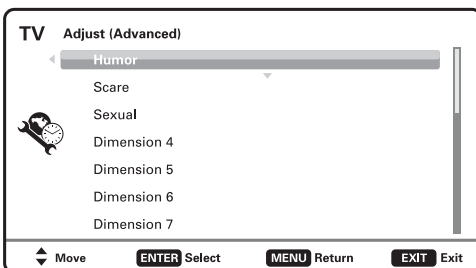 TV Adjust (Advanced)
Humor
Scare
Sexual
Dimension 4
Dimension 5
Dimension 6
Dimension 7
Move ENTER Select MENU Return EXIT Exit